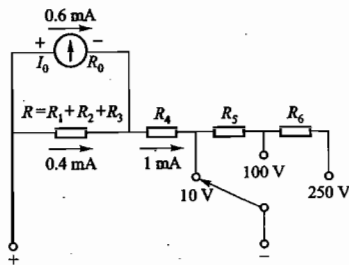 0.6 mA
+ −
I₀ R₀
R=R₁+R₂+R₃ R₄ R₅ R₆
0.4 mA 1 mA
10 V 100 V 250 V
+ −